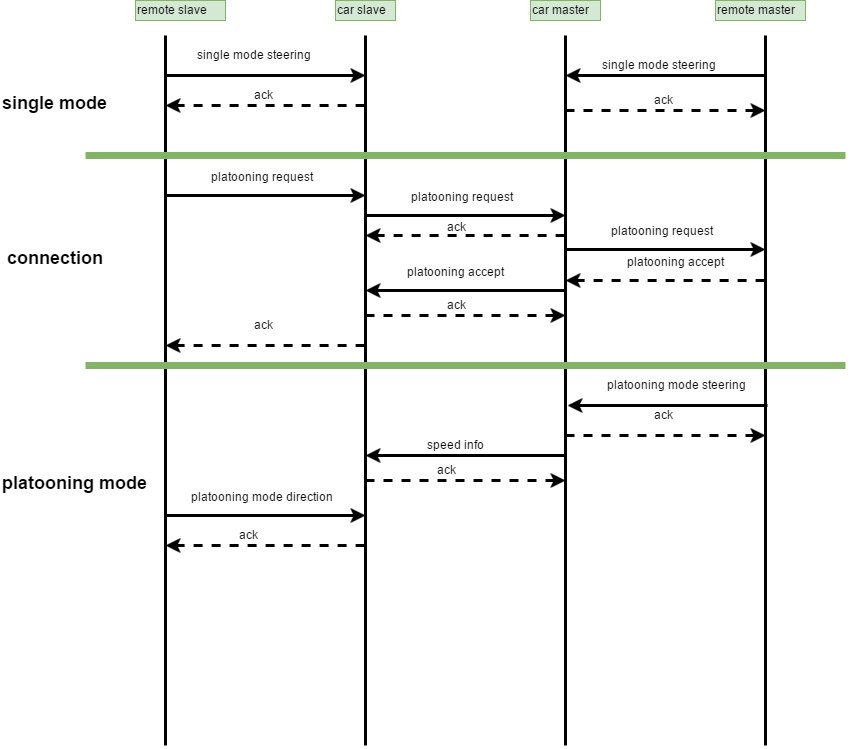 remote slave
car slave
car master
remote master
single mode steering
single mode steering
ack
ack
single mode
platooning request
platooning request
ack
platooning request
connection
platooning accept
platooning accept
ack
ack
platooning mode steering
ack
speed info
ack
platooning mode
platooning mode direction
ack